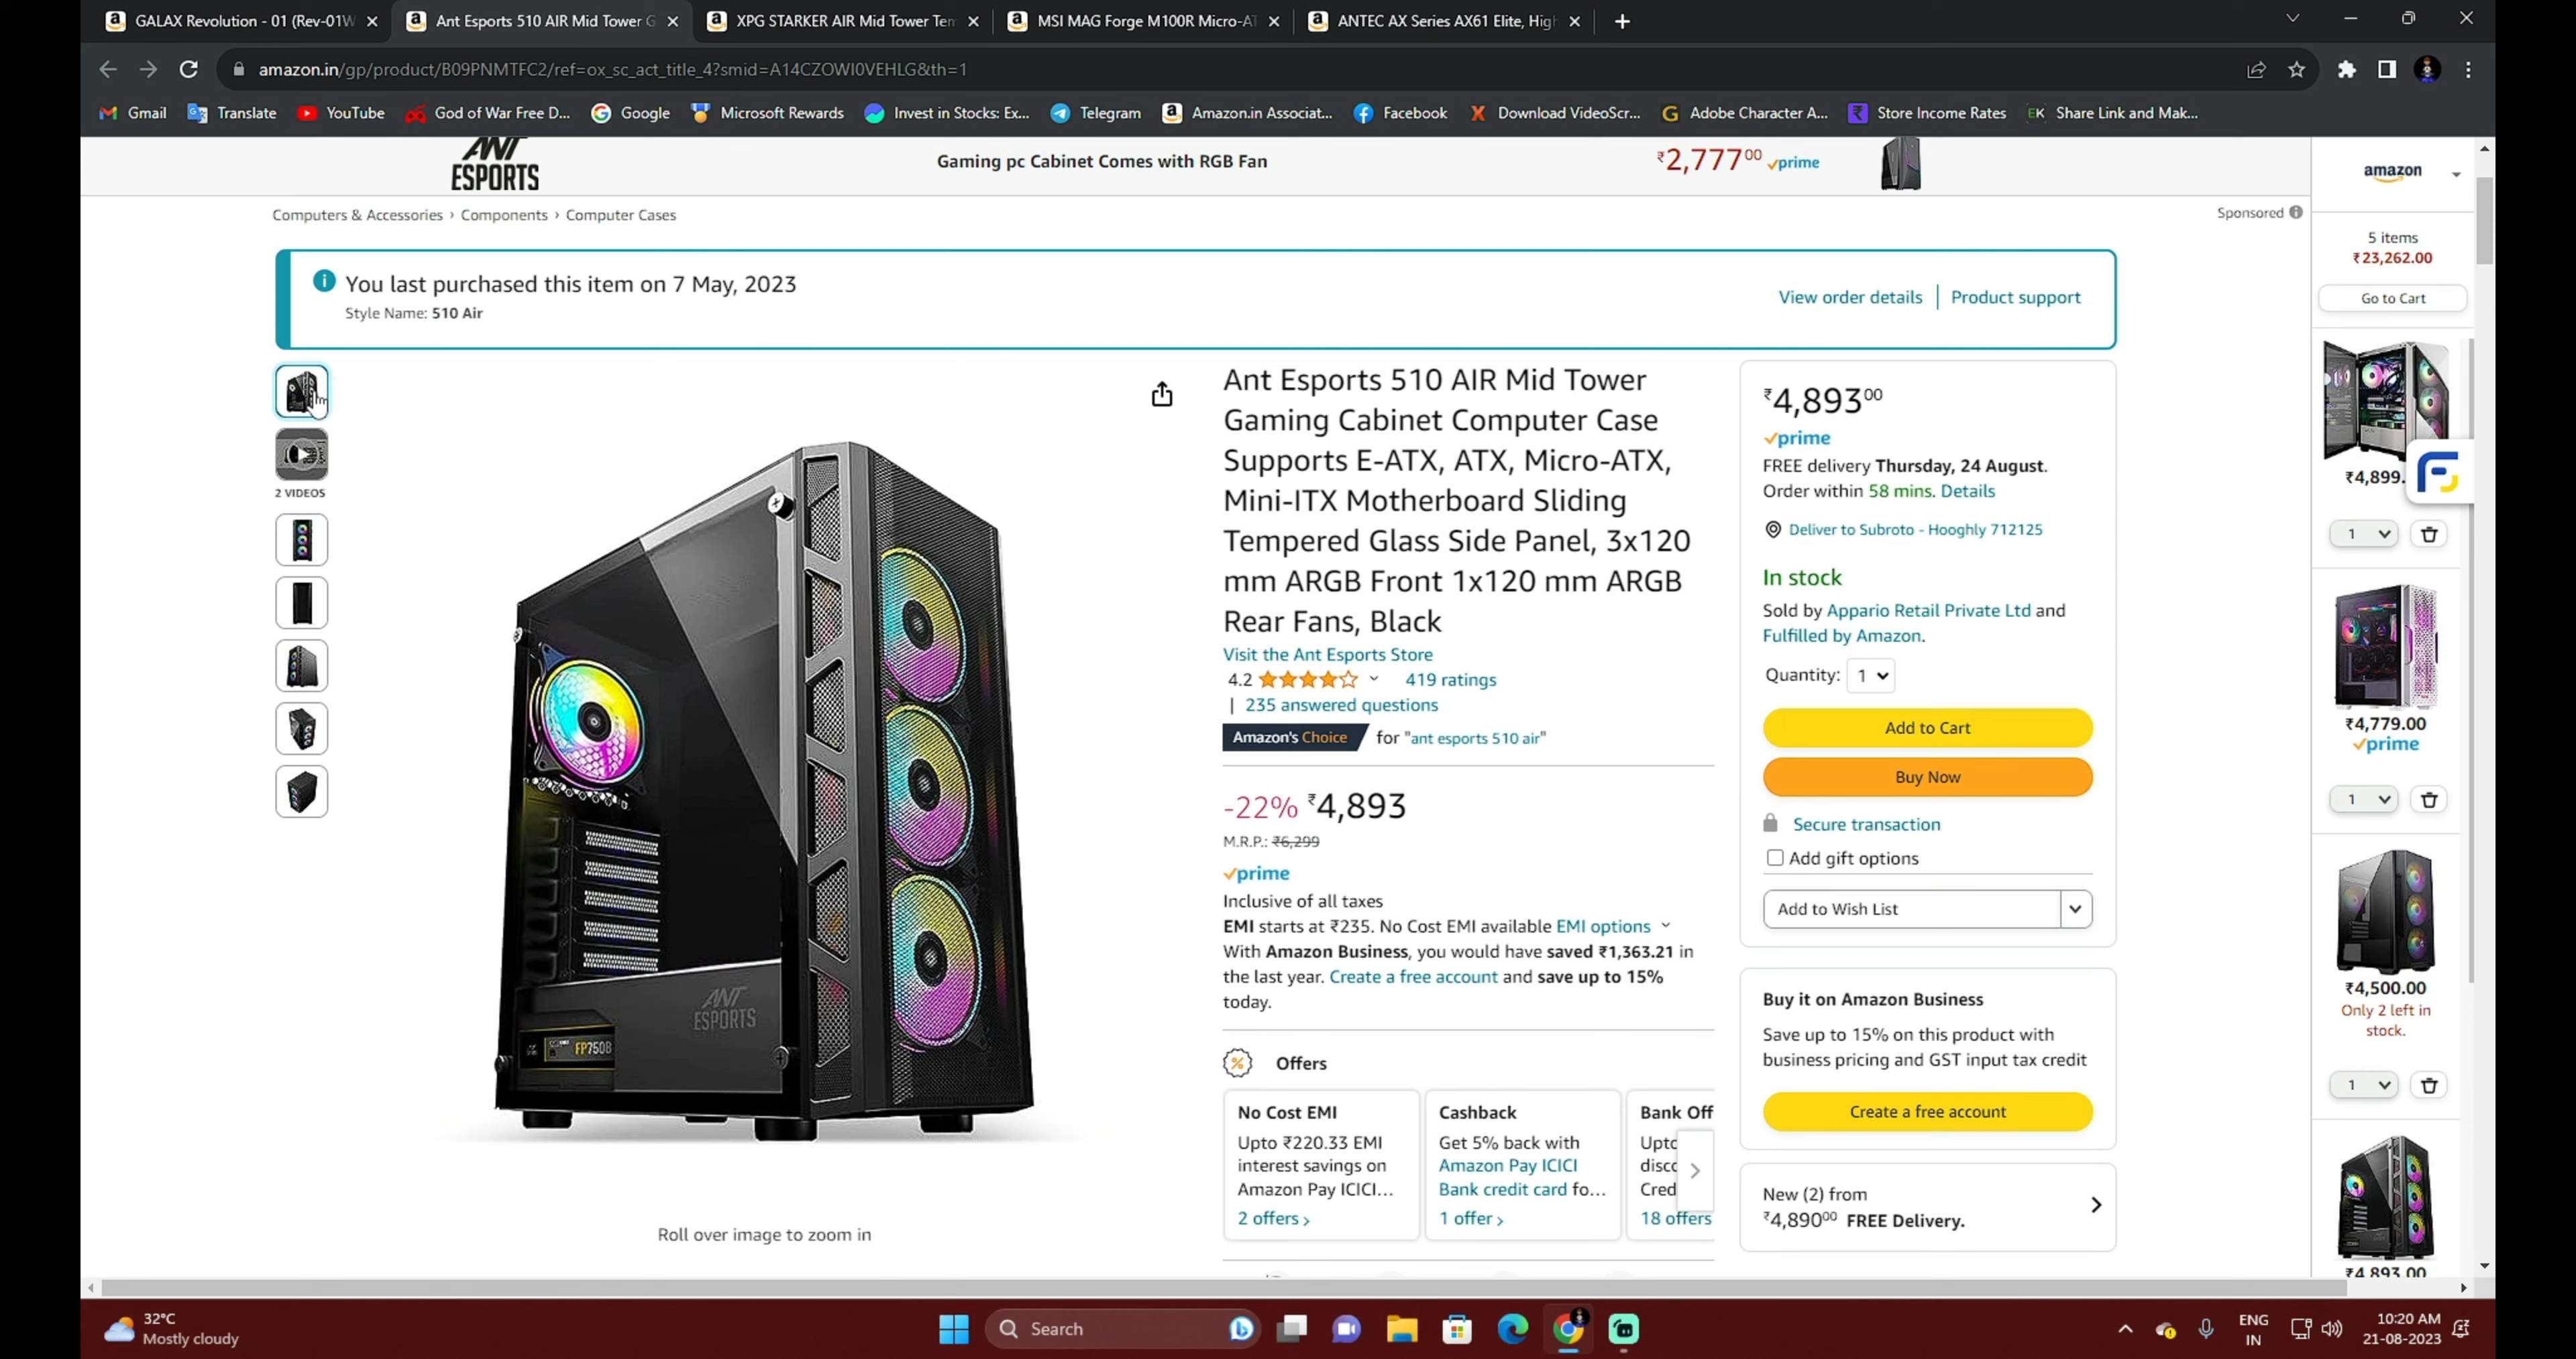 GALAX Revolution - 01 (Rev-01W
Ant Esports 510 AIR Mid Tower G
XPG STARKER AIR Mid Tower Tem
MSI MAG Forge M100R Micro-AT
ANTEC AX Series AX61 Elite, High
amazon.in/gp/product/B09PNMTFC2/ref=ox_sc_act_title_4?smid=A14CZOWI0VEHLG&th=1
Gmail
Translate
YouTube
God of War Free D...
Google
Microsoft Rewards
Invest in Stocks: Ex...
Telegram
Amazon.in Associat...
Facebook
Download VideoScr...
Adobe Character A...
Store Income Rates
EK Share Link and Mak...
ANT
ESPORTS
Gaming pc Cabinet Comes with RGB Fan
₹2,777⁰⁰ prime
Computers & Accessories › Components › Computer Cases
Sponsored
You last purchased this item on 7 May, 2023
Style Name: 510 Air
View order details | Product support
2 VIDEOS
ANT
ESPORTS
FP750B
Roll over image to zoom in
Ant Esports 510 AIR Mid Tower
Gaming Cabinet Computer Case
Supports E-ATX, ATX, Micro-ATX,
Mini-ITX Motherboard Sliding
Tempered Glass Side Panel, 3x120
mm ARGB Front 1x120 mm ARGB
Rear Fans, Black
Visit the Ant Esports Store
4.2 419 ratings
| 235 answered questions
Amazon's Choice for "ant esports 510 air"
-22% ₹4,893
M.R.P.: ₹6,299
prime
Inclusive of all taxes
EMI starts at ₹235. No Cost EMI available EMI options
With Amazon Business, you would have saved ₹1,363.21 in
the last year. Create a free account and save up to 15%
today.
Offers
No Cost EMI
Upto ₹220.33 EMI
interest savings on
Amazon Pay ICICI...
2 offers ›
Cashback
Get 5% back with
Amazon Pay ICICI
Bank credit card fo...
1 offer ›
Bank Off
Upto
disco
Cred
18 offers
₹4,893⁰⁰
prime
FREE delivery Thursday, 24 August.
Order within 58 mins. Details
Deliver to Subroto - Hooghly 712125
In stock
Sold by Appario Retail Private Ltd and
Fulfilled by Amazon.
Quantity: 1
Add to Cart
Buy Now
Secure transaction
Add gift options
Add to Wish List
Buy it on Amazon Business
Save up to 15% on this product with
business pricing and GST input tax credit
Create a free account
New (2) from
₹4,890⁰⁰ FREE Delivery.
amazon
5 items
₹23,262.00
Go to Cart
₹4,899.
1
₹4,779.00
prime
1
₹4,500.00
Only 2 left in
stock.
1
₹4,893.00
32°C
Mostly cloudy
Search
ENG
IN
10:20 AM
21-08-2023